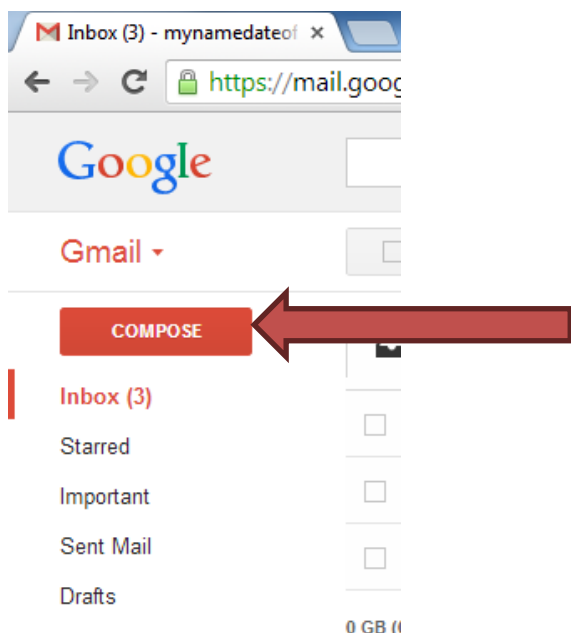 Inbox (3) - mynamedateof
https://mail.goog
Google
Gmail
COMPOSE
Inbox (3)
Starred
Important
Sent Mail
Drafts
0 GB (